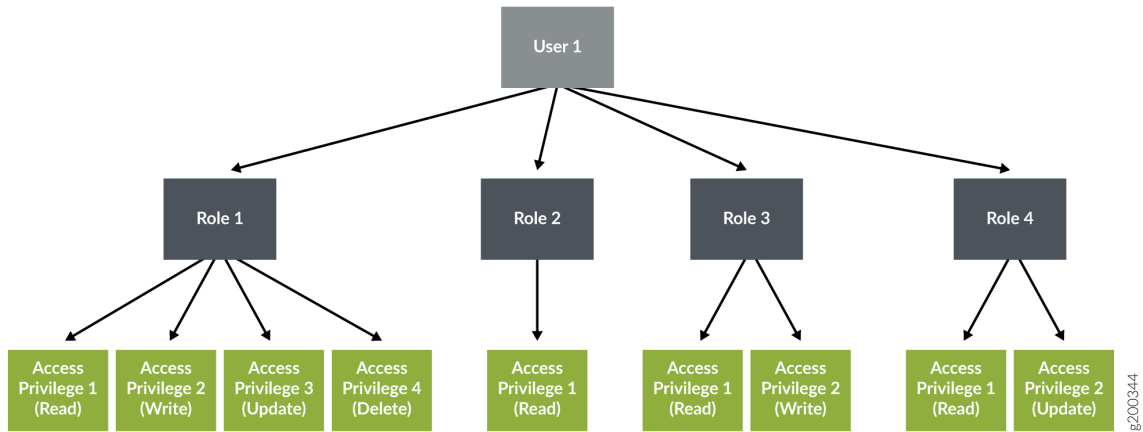 User 1
Role 1
Role 2
Role 3
Role 4
Access
Privilege 1
(Read)
Access
Privilege 2
(Write)
Access
Privilege 3
(Update)
Access
Privilege 4
(Delete)
Access
Privilege 1
(Read)
Access
Privilege 1
(Read)
Access
Privilege 2
(Write)
Access
Privilege 1
(Read)
Access
Privilege 2
(Update)
g200344